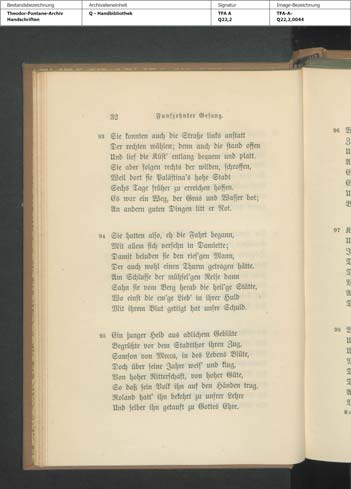 Bestandsbezeichnung
Archivalieneinheit
Signatur
Image-Bezeichnung
Theodor-Fontane-Archiv
Handschriften
Q - Handbibliothek
TFA A
Q22,2
TFA-A-
Q22,2,0044
32
Funfzehnter Gesang.
93 Sie konnten auch die Straße links anstatt
Der rechten wählen; denn auch die stand offen
Und lief die Küst' entlang bequem und platt.
Sie aber folgen rechts der wilden, schroffen,
Weil dort sie Palästina's hohe Stadt
Sechs Tage früher zu erreichen hoffen.
Es war ein Weg, der Gras und Wasser bot;
An andern guten Dingen litt er Not.
94 Sie hatten also, eh die Fahrt begann,
Mit allem sich versehn in Damiette;
Damit beluden sie den ries'gen Mann,
Der auch wohl einen Thurm getragen hätte.
Am Schlusse der mühsel'gen Reise dann
Sahn sie vom Berg herab die heil'ge Stätte,
Wo einst die ew'ge Lieb' in ihrer Huld
Mit ihrem Blut getilgt hat unsre Schuld.
95 Ein junger Held aus adlichem Geblüte
Begrüßte vor dem Stadtthor ihren Zug,
Samson von Mecca, in des Lebens Blüte,
Doch über seine Jahre weis' und klug,
Von hoher Ritterschaft, von hoher Güte,
So daß sein Volk ihn auf den Händen trug.
Roland hatt' ihn bekehrt zu unsrer Lehre
Und selber ihn getauft zu Gottes Ehre.
96
97